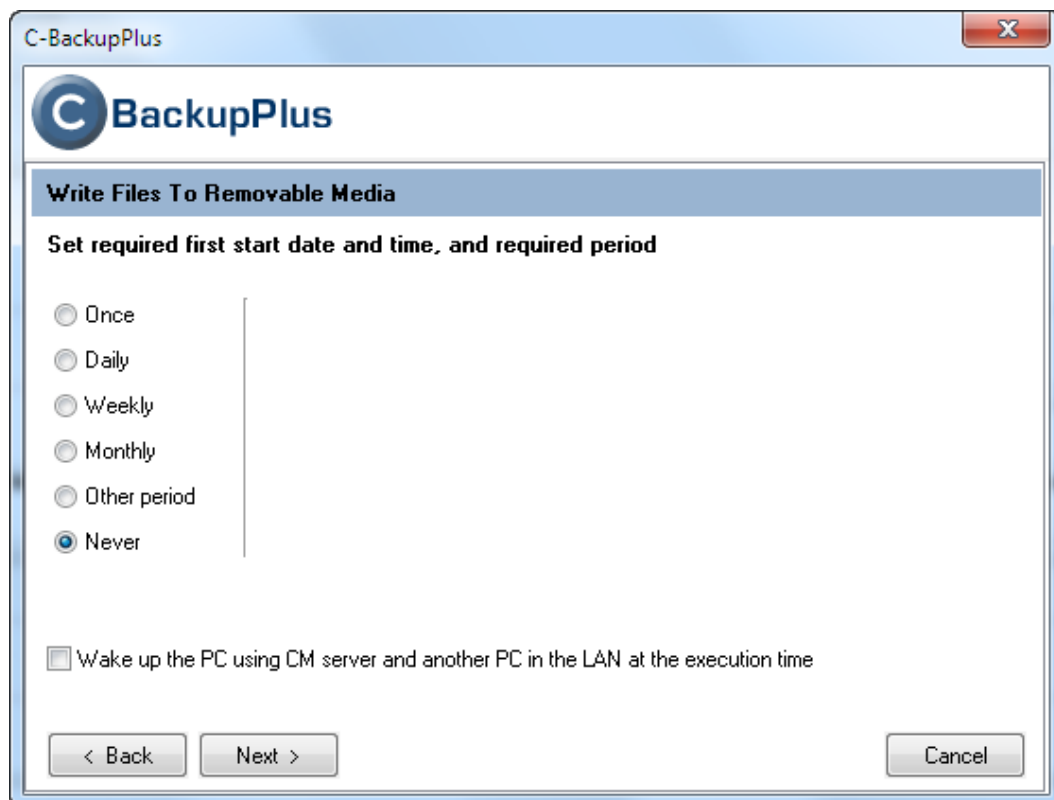 C-BackupPlus
C BackupPlus
Write Files To Removable Media
Set required first start date and time, and required period
Once
Daily
Weekly
Monthly
Other period
Never
Wake up the PC using CM server and another PC in the LAN at the execution time
< Back Next > Cancel